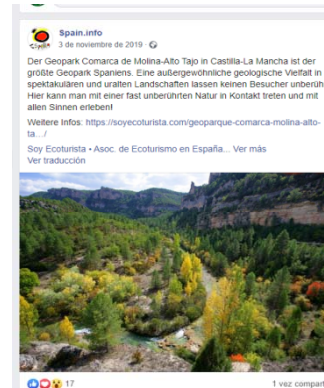 Spain.info
3 de noviembre de 2019
Der Geopark Comarca de Molina-Alto Tajo in Castilla-La Mancha ist der
größte Geopark Spaniens. Eine außergewöhnliche geologische Vielfalt in
spektakulären und uralten Landschaften lassen keinen Besucher unberüh
Hier kann man mit einer fast unberührten Natur in Kontakt treten und mit
allen Sinnen erleben!
Weitere Infos: https://soyecoturista.com/geoparque-comarca-molina-alto-
ta.../
Soy Ecoturista • Asoc. de Ecoturismo en España... Ver más
Ver traducción
17
1 vez compart